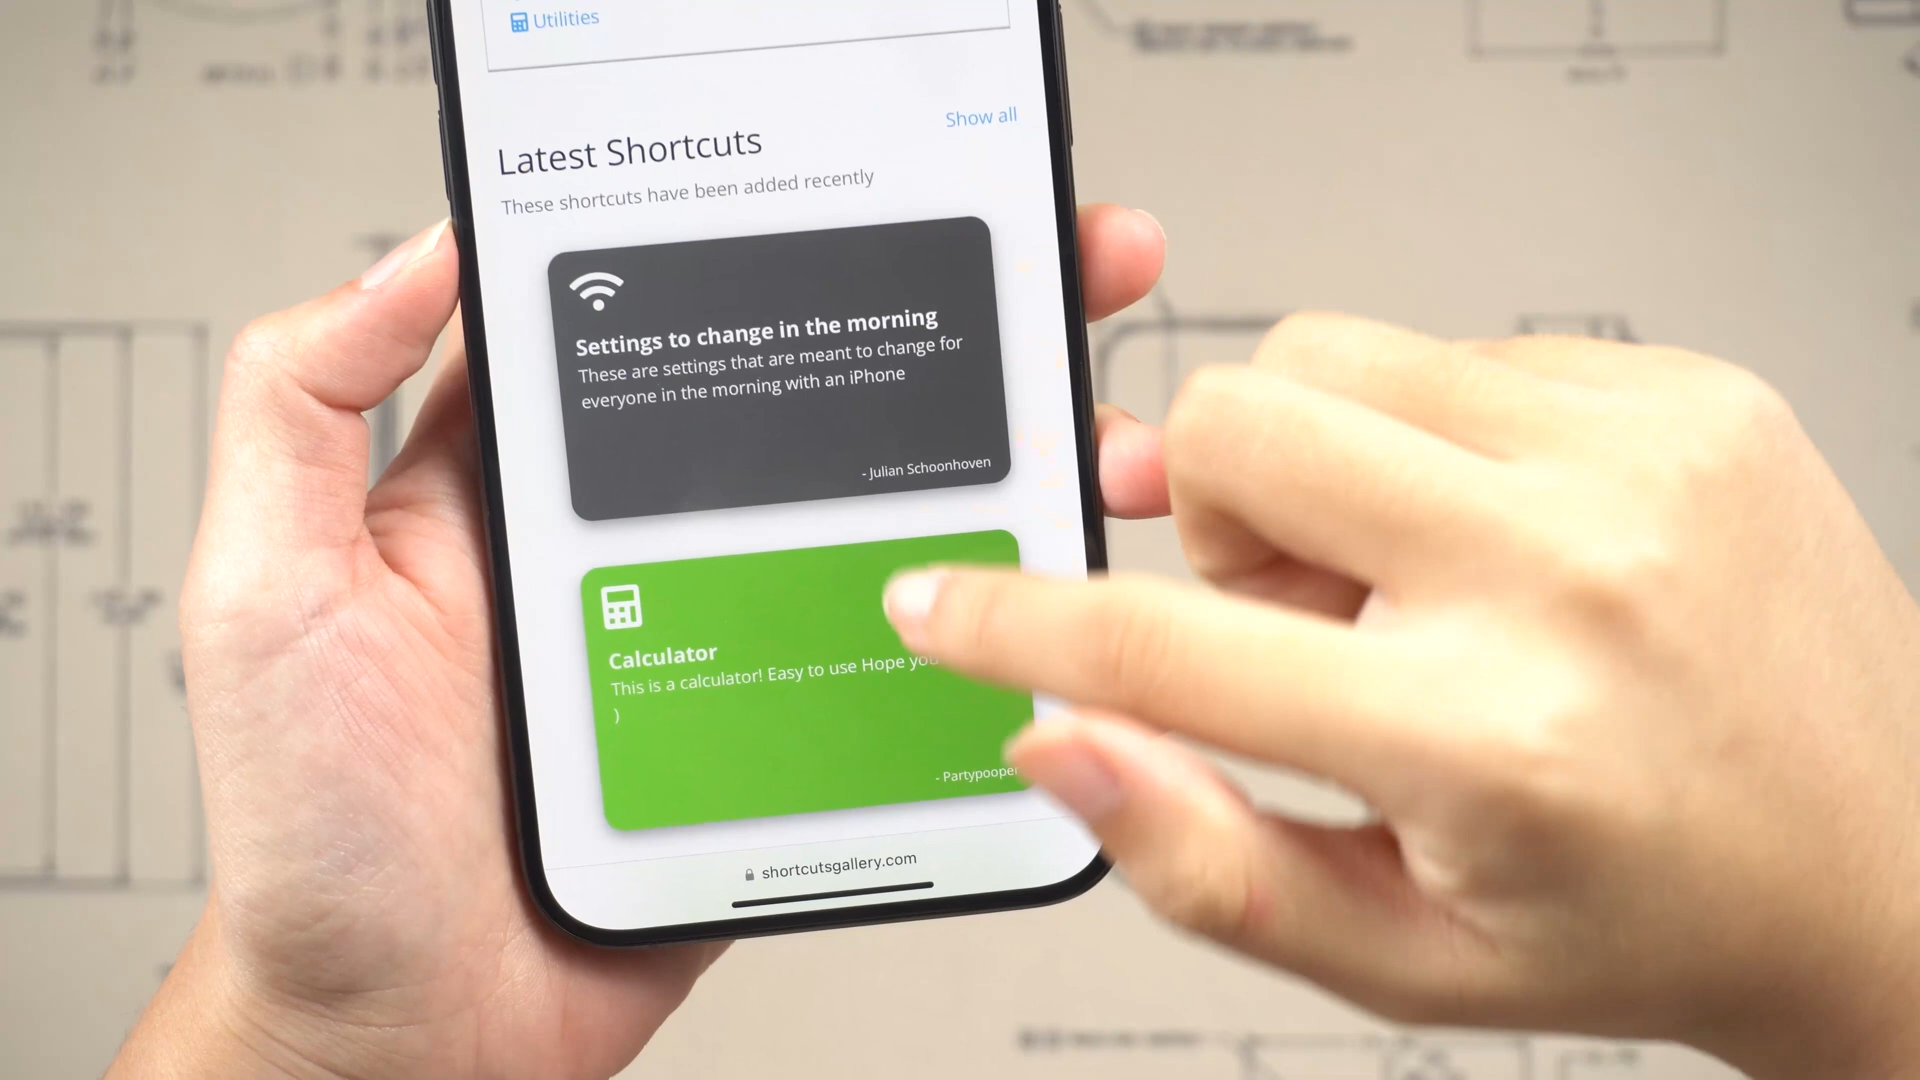 Utilities
Show all
Latest Shortcuts
These shortcuts have been added recently
Settings to change in the morning
These are settings that are meant to change for
everyone in the morning with an iPhone
- Julian Schoonhoven
Calculator
This is a calculator! Easy to use Hope you
)
- Partypooper
shortcutsgallery.com